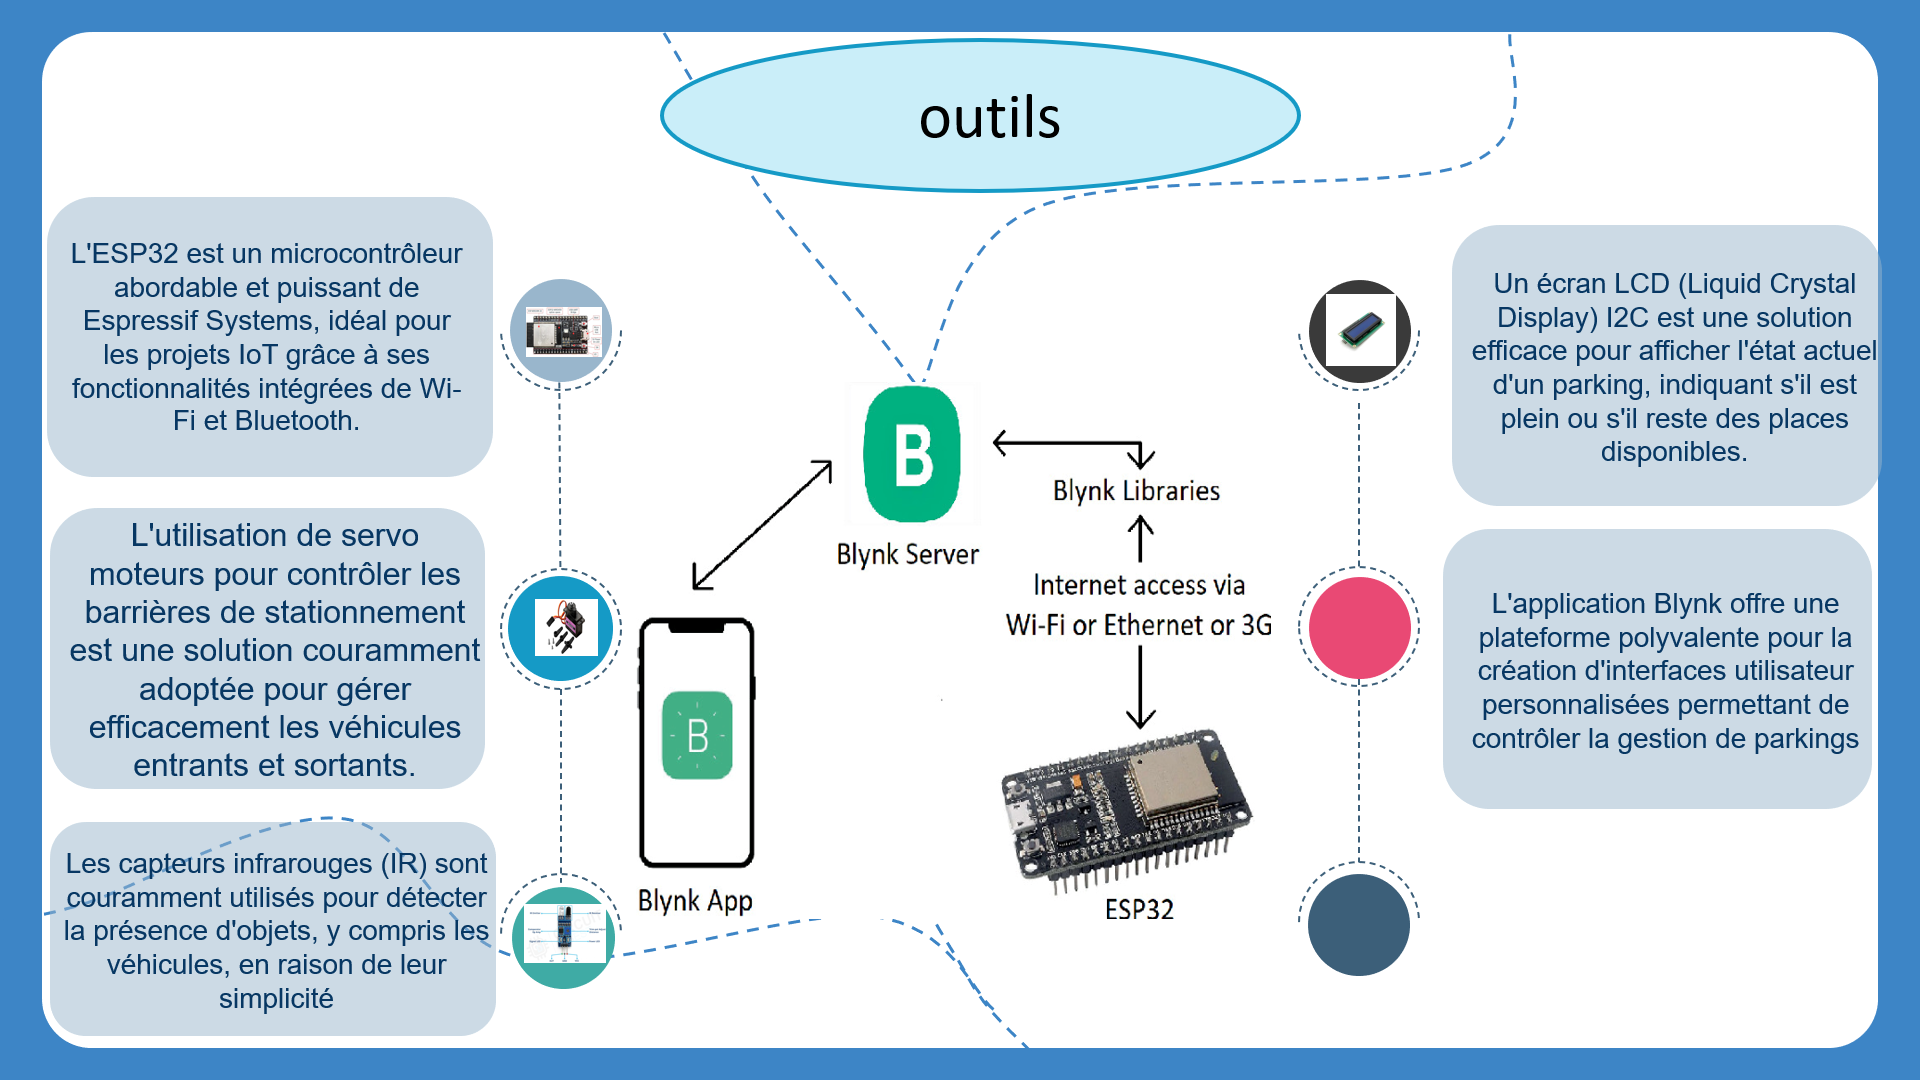 outils
L'ESP32 est un microcontrôleur
abordable et puissant de
Espressif Systems, idéal pour
les projets IoT grâce à ses
fonctionnalités intégrées de Wi-
Fi et Bluetooth.
L'utilisation de servo
moteurs pour contrôler les
barrières de stationnement
est une solution couramment
adoptée pour gérer
efficacement les véhicules
entrants et sortants.
Les capteurs infrarouges (IR) sont
couramment utilisés pour détecter
la présence d'objets, y compris les
véhicules, en raison de leur
simplicité
B
Blynk Server
Blynk Libraries
Internet access via
Wi-Fi or Ethernet or 3G
B
Blynk App
ESP32
Un écran LCD (Liquid Crystal
Display) I2C est une solution
efficace pour afficher l'état actuel
d'un parking, indiquant s'il est
plein ou s'il reste des places
disponibles.
L'application Blynk offre une
plateforme polyvalente pour la
création d'interfaces utilisateur
personnalisées permettant de
contrôler la gestion de parkings